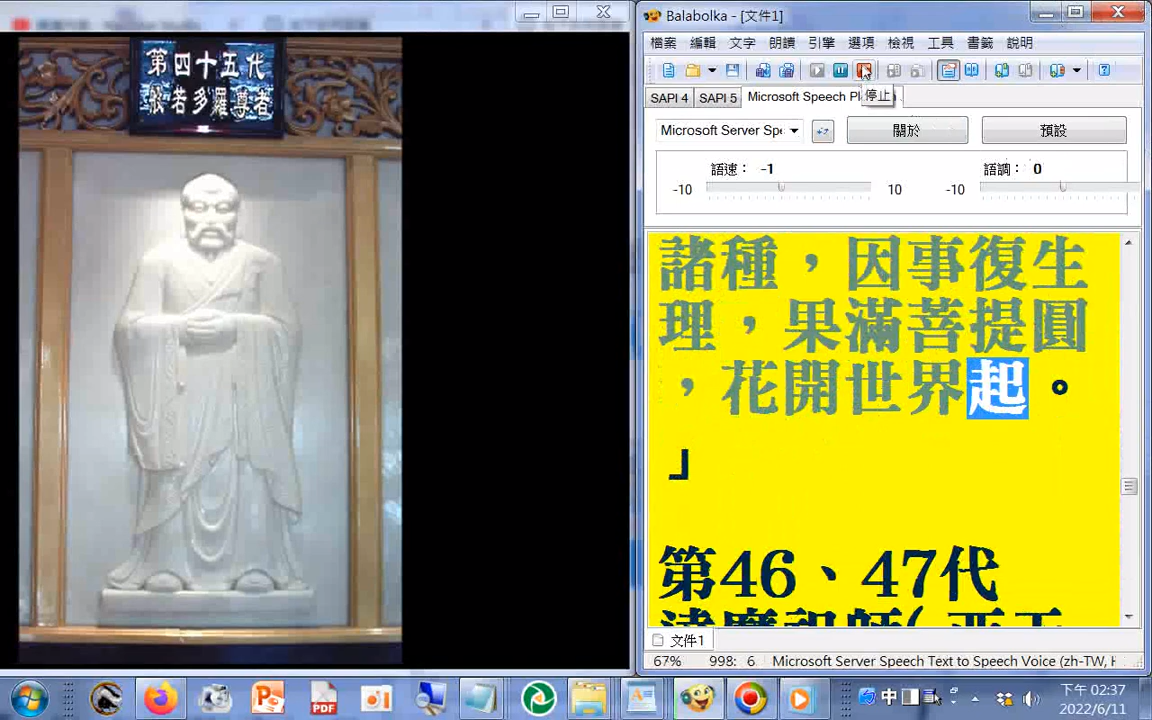 第四十五代
般若多羅尊者
Balabolka - [文件1]
檔案 編輯 文字 朗讀 引擎 選項 檢視 工具 書籤 說明
SAPI 4 SAPI 5 Microsoft Speech Pl
停止
Microsoft Server Spe
關於
預設
語速： -1
語調： 0
-10 10 -10
諸種，因事復生
理，果滿菩提圓
，花開世界起。
」
第46、47代
文件1
67% 998: 6 Microsoft Server Speech Text to Speech Voice (zh-TW, H
中
下午 02:37
2022/6/11